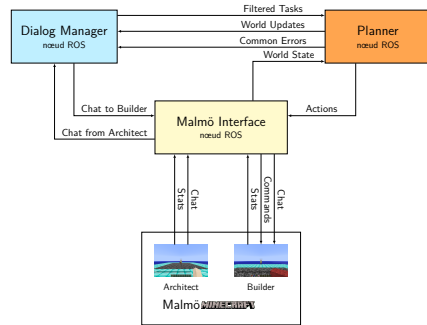 Filtered Tasks
World Updates
Common Errors
World State
Dialog Manager
nœud ROS
Planner
nœud ROS
Chat to Builder
Chat from Architect
Actions
Malmö Interface
nœud ROS
Stats
Chat
Stats
Commands
Chat
Architect
Builder
Malmö MINECRAFT